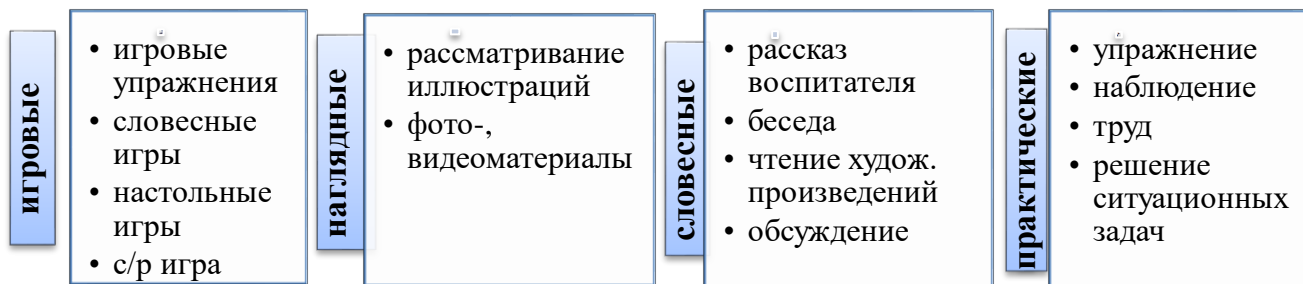 игровые
• игровые
упражнения
• словесные
игры
• настольные
игры
• с/р игра
наглядные
• рассматривание
иллюстраций
• фото-,
видеоматериалы
словесные
• рассказ
воспитателя
• беседа
• чтение худож.
произведений
• обсуждение
практические
• упражнение
• наблюдение
• труд
• решение
ситуационных
задач